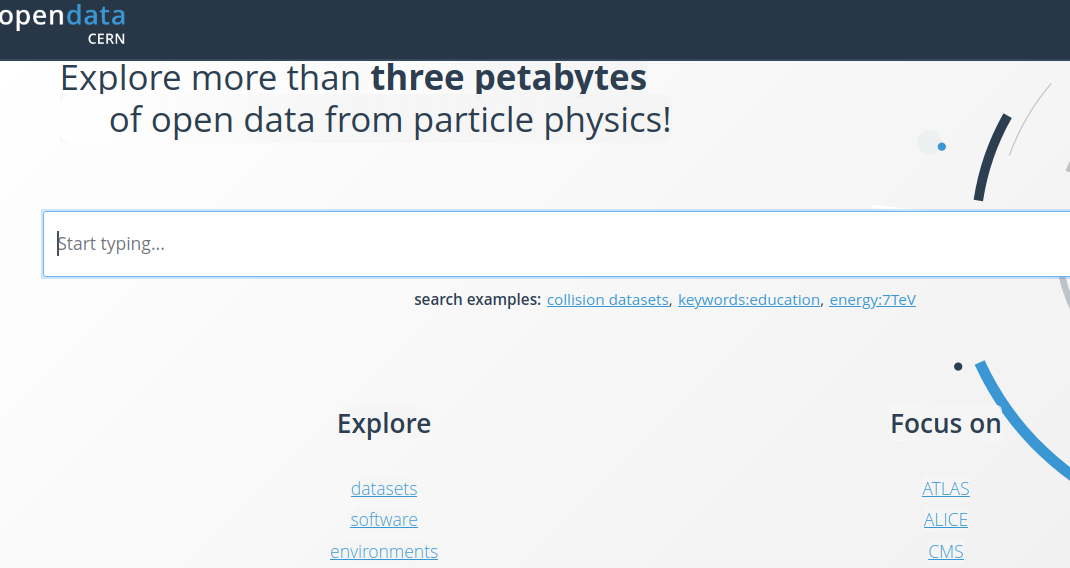 opendata
CERN
Explore more than three petabytes
of open data from particle physics!
Start typing...
search examples: collision datasets, keywords:education, energy:7TeV
Explore
Focus on
datasets
ATLAS
software
ALICE
environments
CMS